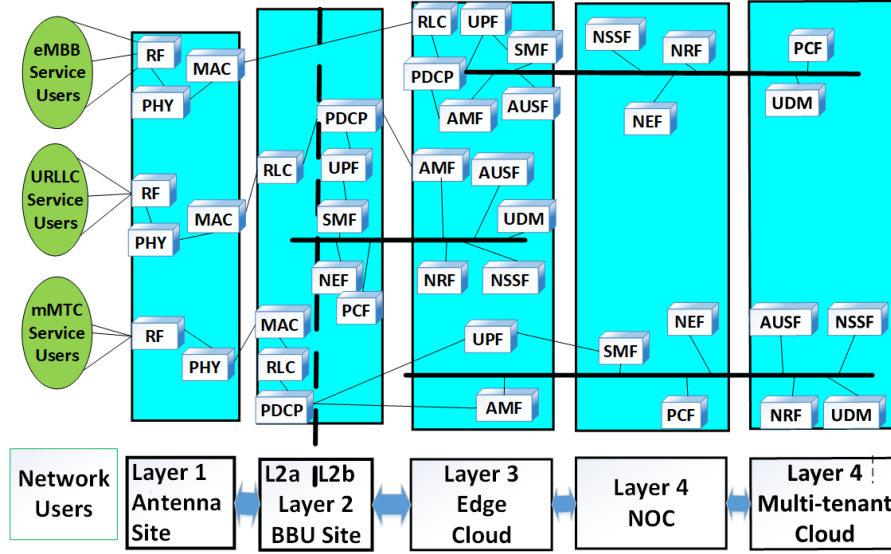 eMBB
Service
Users
RF
PHY
MAC
RLC
UPF
SMF
PDCP
AMF
AUSF
NSSF
NRF
NEF
PCF
UDM
URLLC
Service
Users
RF
PHY
MAC
RLC
PDCP
UPF
SMF
NEF
PCF
AMF
AUSF
UDM
NRF
NSSF
mMTC
Service
Users
RF
PHY
MAC
RLC
PDCP
UPF
AMF
SMF
NEF
PCF
AUSF
NSSF
NRF
UDM
Network
Users
Layer 1
Antenna
Site
L2a L2b
Layer 2
BBU Site
Layer 3
Edge
Cloud
Layer 4
NOC
Layer 4
Multi-tenant
Cloud